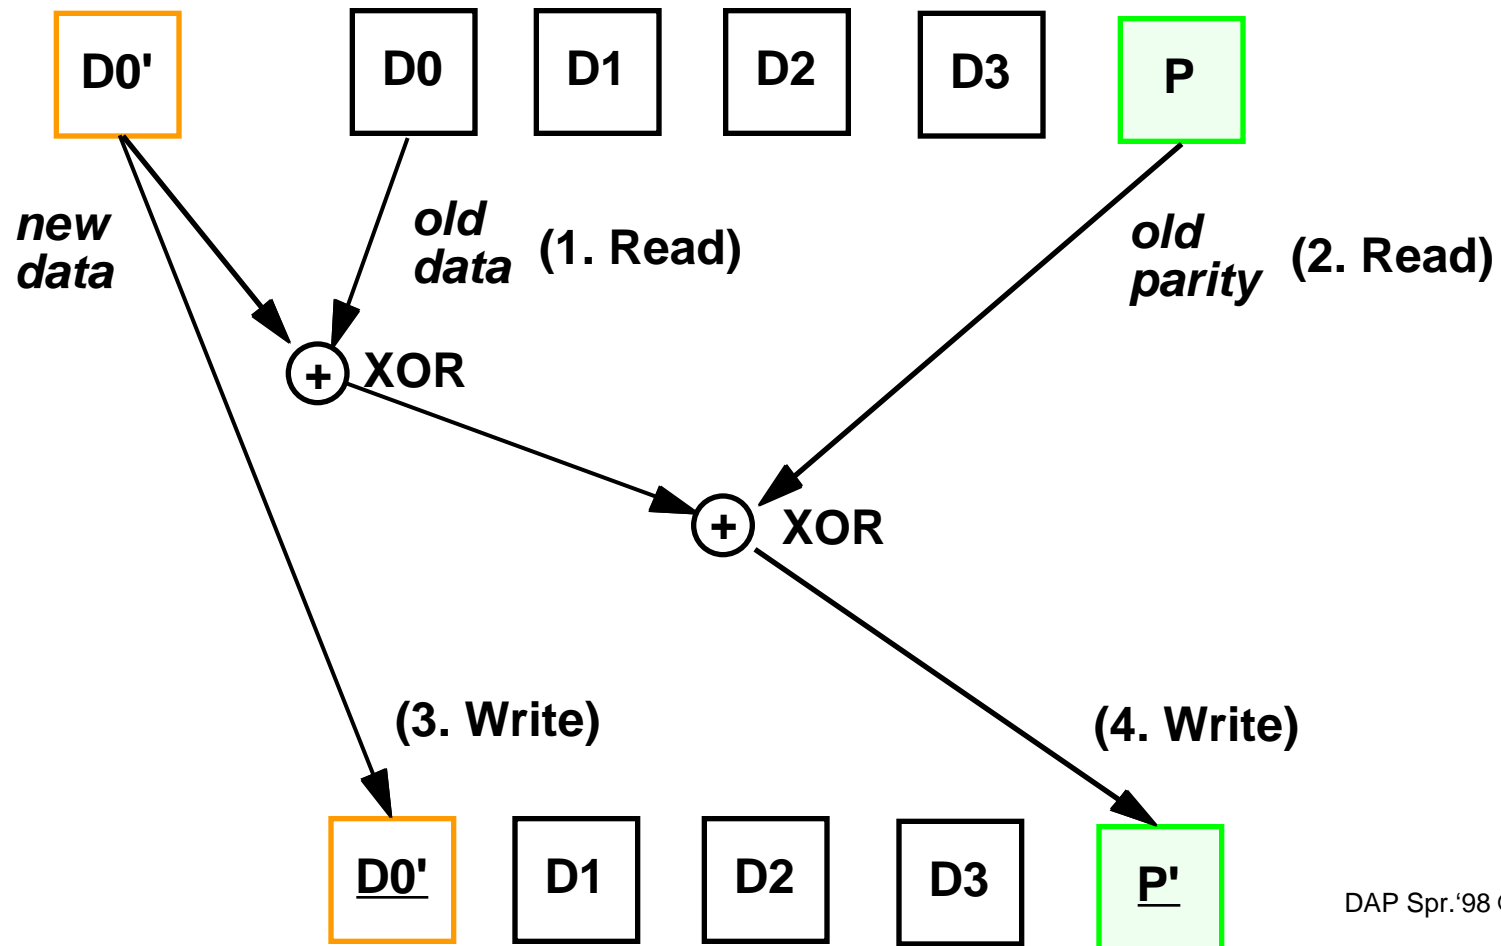 D0' D0 D1 D2 D3 P
new
data
old
data (1. Read)
old
parity (2. Read)
+ XOR
+ XOR
(3. Write) (4. Write)
D0' D1 D2 D3 P'
DAP Spr.‘98